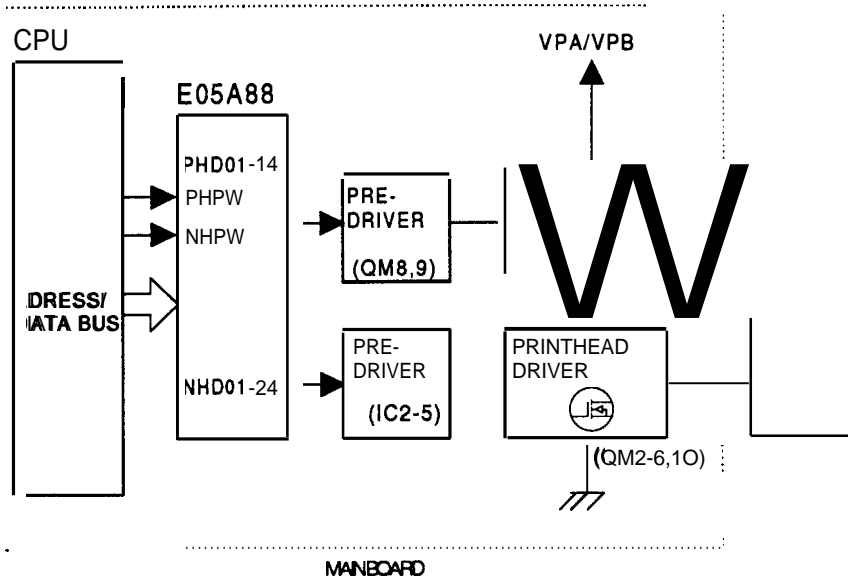 CPU
VPA/VPB
E05A88
PHD01-14
PHPW
NHPW
PRE-
DRIVER
(QM8,9)
W
DRESS/
ATA BUS
NHD01-24
PRE-
DRIVER
(IC2-5)
PRINTHEAD
DRIVER
(QM2-6,1O)
MAINBOARD